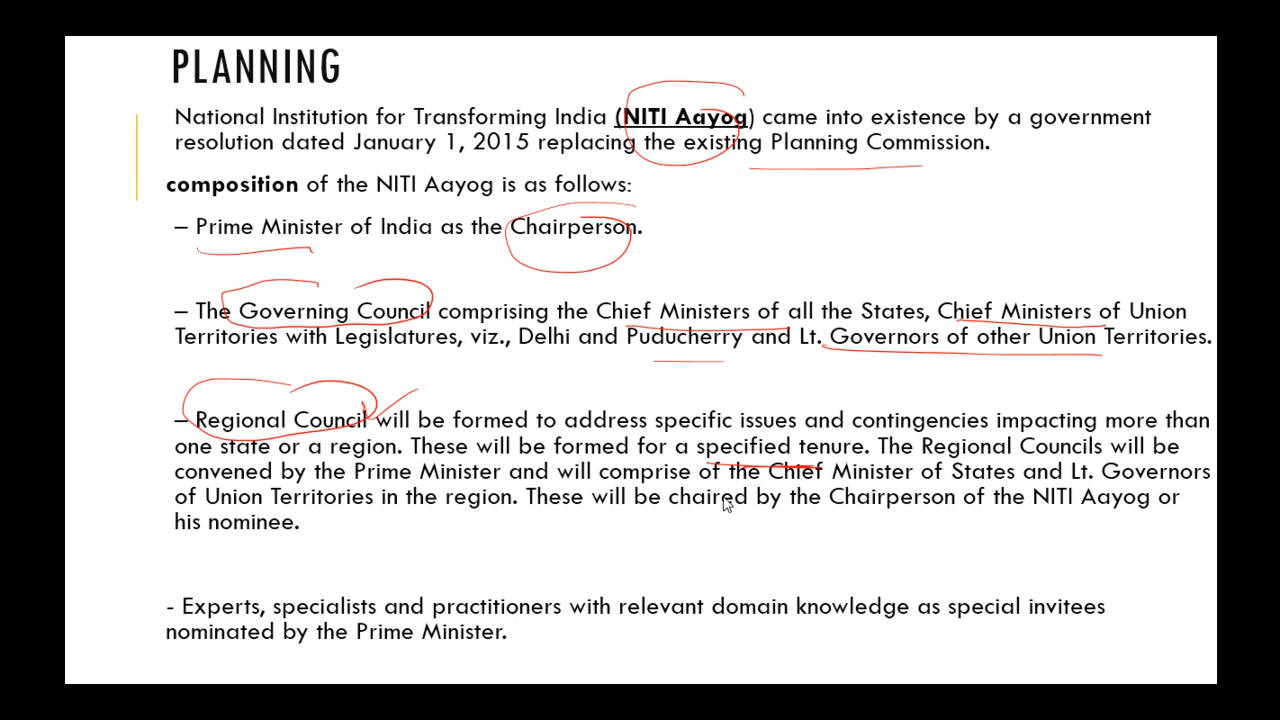 PLANNING
National Institution for Transforming India (NITI Aayog) came into existence by a government
resolution dated January 1, 2015 replacing the existing Planning Commission.
composition of the NITI Aayog is as follows:
– Prime Minister of India as the Chairperson.
– The Governing Council comprising the Chief Ministers of all the States, Chief Ministers of Union
Territories with Legislatures, viz., Delhi and Puducherry and Lt. Governors of other Union Territories.
– Regional Council will be formed to address specific issues and contingencies impacting more than
one state or a region. These will be formed for a specified tenure. The Regional Councils will be
convened by the Prime Minister and will comprise of the Chief Minister of States and Lt. Governors
of Union Territories in the region. These will be chaired by the Chairperson of the NITI Aayog or
his nominee.
- Experts, specialists and practitioners with relevant domain knowledge as special invitees
nominated by the Prime Minister.